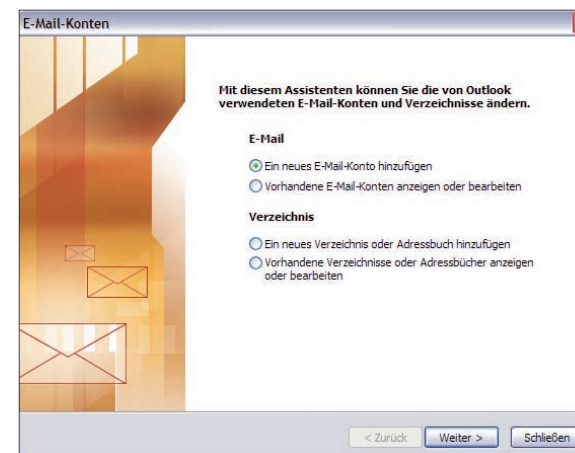 E-Mail-Konten
Mit diesem Assistenten können Sie die von Outlook
verwendeten E-Mail-Konten und Verzeichnisse ändern.
E-Mail
Ein neues E-Mail-Konto hinzufügen
Vorhandene E-Mail-Konten anzeigen oder bearbeiten
Verzeichnis
Ein neues Verzeichnis oder Adressbuch hinzufügen
Vorhandene Verzeichnisse oder Adressbücher anzeigen
oder bearbeiten
< Zurück Weiter > Schließen